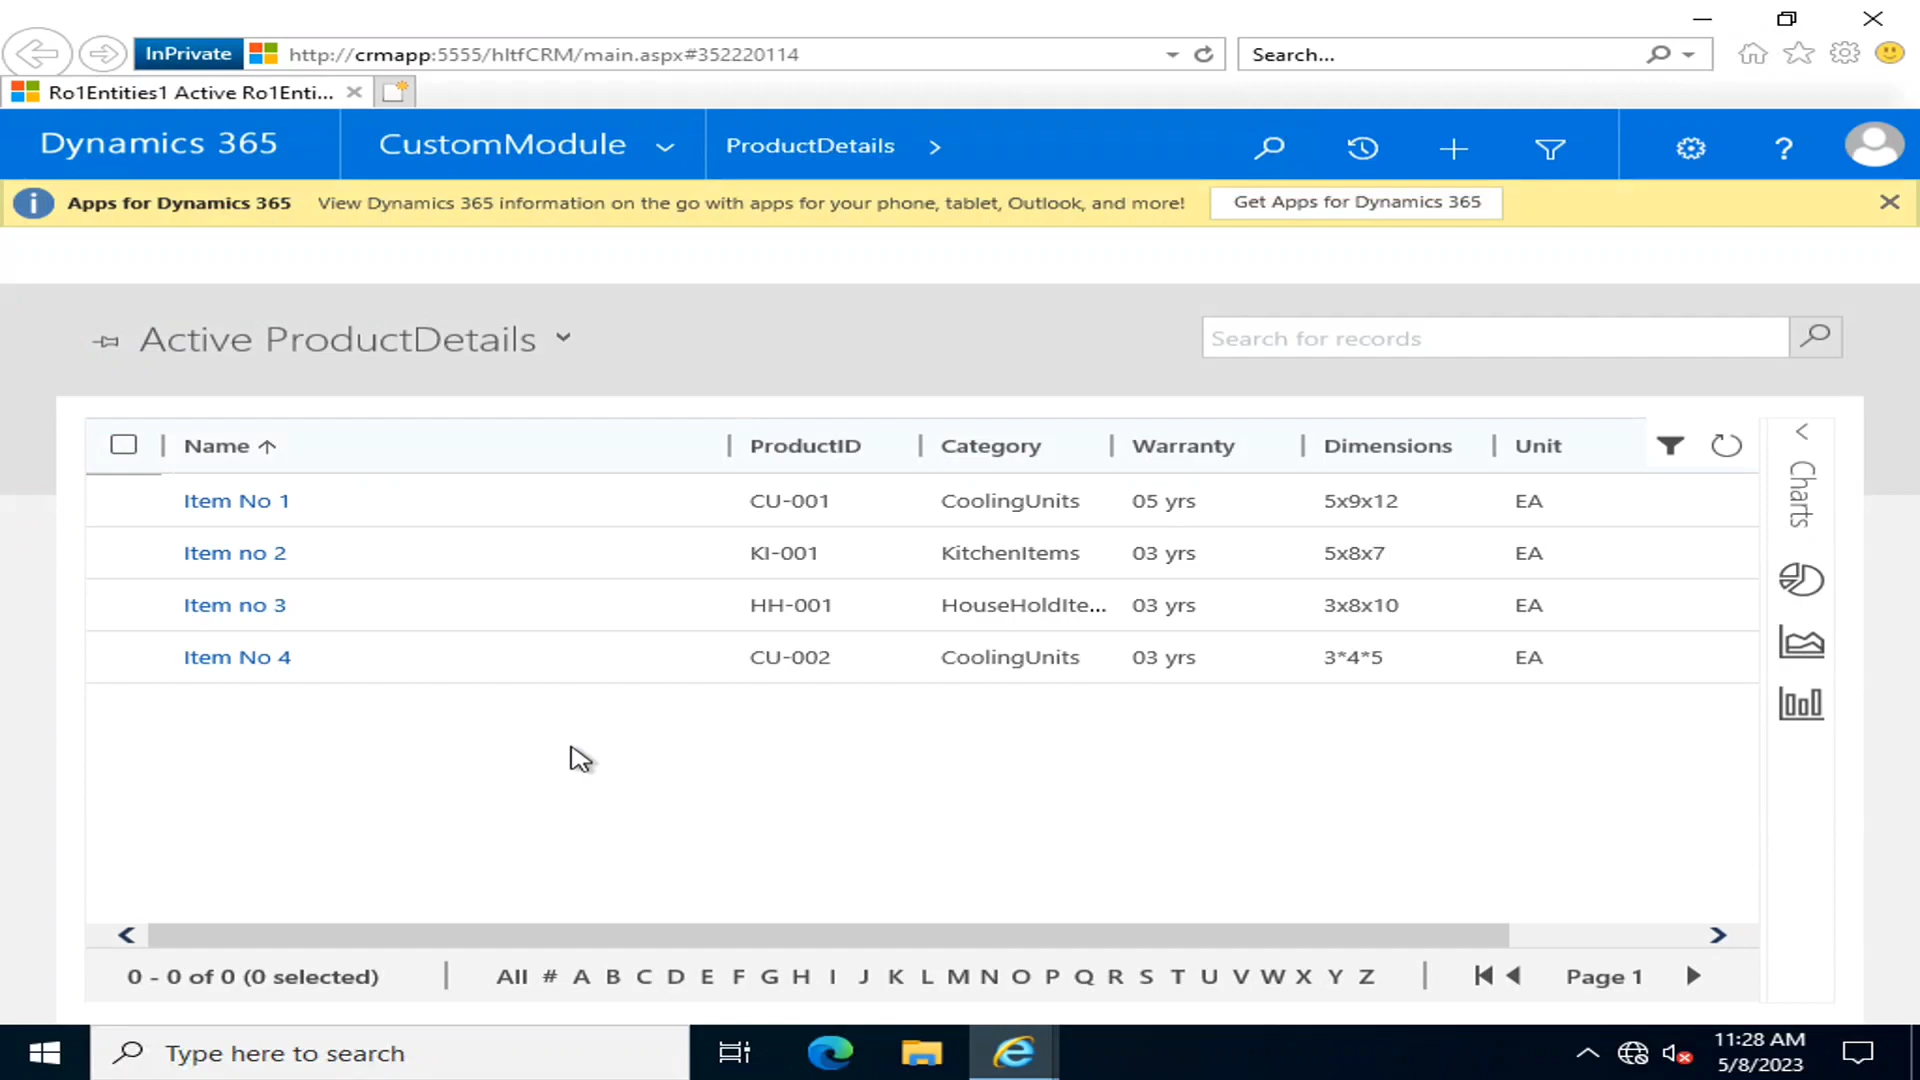 InPrivate http://crmapp:5555/hltfCRM/main.aspx#352220114 Search...
Ro1Entities1 Active Ro1Enti...
Dynamics 365 CustomModule ProductDetails
Apps for Dynamics 365 View Dynamics 365 information on the go with apps for your phone, tablet, Outlook, and more! Get Apps for Dynamics 365
Active ProductDetails Search for records
Name ProductID Category Warranty Dimensions Unit
Item No 1 CU-001 CoolingUnits 05 yrs 5x9x12 EA
Item no 2 KI-001 KitchenItems 03 yrs 5x8x7 EA
Item no 3 HH-001 HouseHoldIte... 03 yrs 3x8x10 EA
Item No 4 CU-002 CoolingUnits 03 yrs 3*4*5 EA
Charts
0 - 0 of 0 (0 selected) All # A B C D E F G H I J K L M N O P Q R S T U V W X Y Z Page 1
Type here to search
11:28 AM
5/8/2023